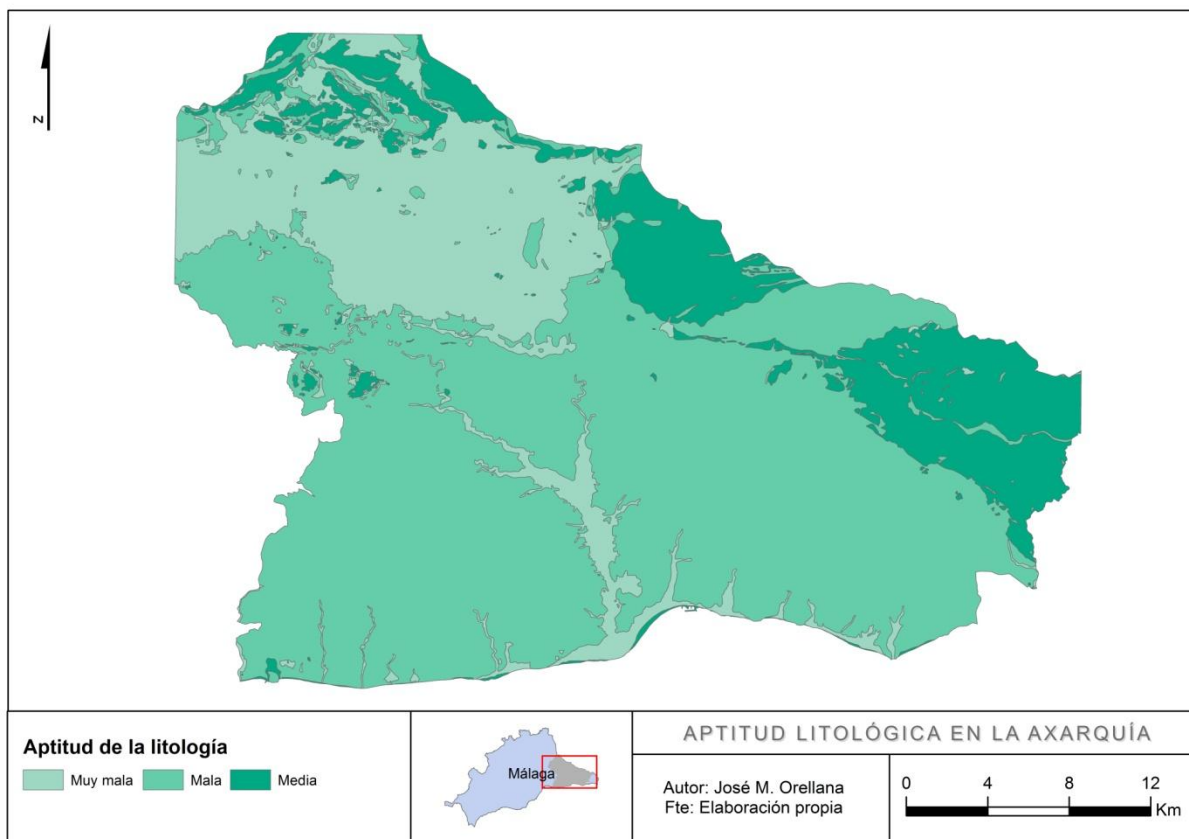 N
Aptitud de la litología
Muy mala
Mala
Media
Málaga
APTITUD LITOLÓGICA EN LA AXARQUÍA
Autor: José M. Orellana
Fte: Elaboración propia
0 4 8 12
Km